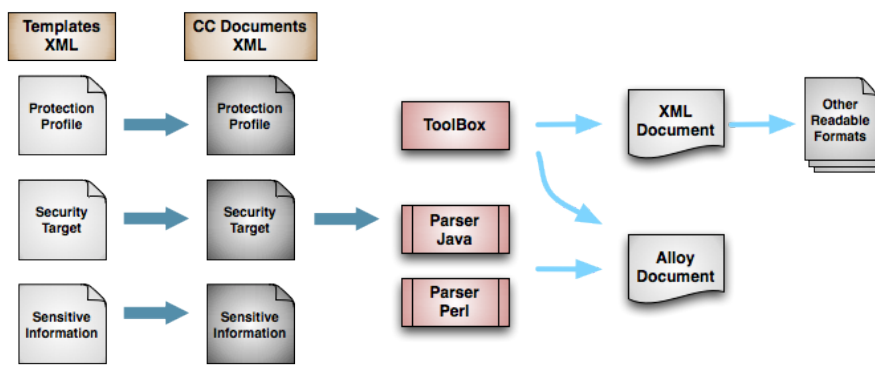 Templates
XML
CC Documents
XML
Protection
Profile
Protection
Profile
ToolBox
XML
Document
Other
Readable
Formats
Security
Target
Security
Target
Parser
Java
Alloy
Document
Parser
Perl
Sensitive
Information
Sensitive
Information